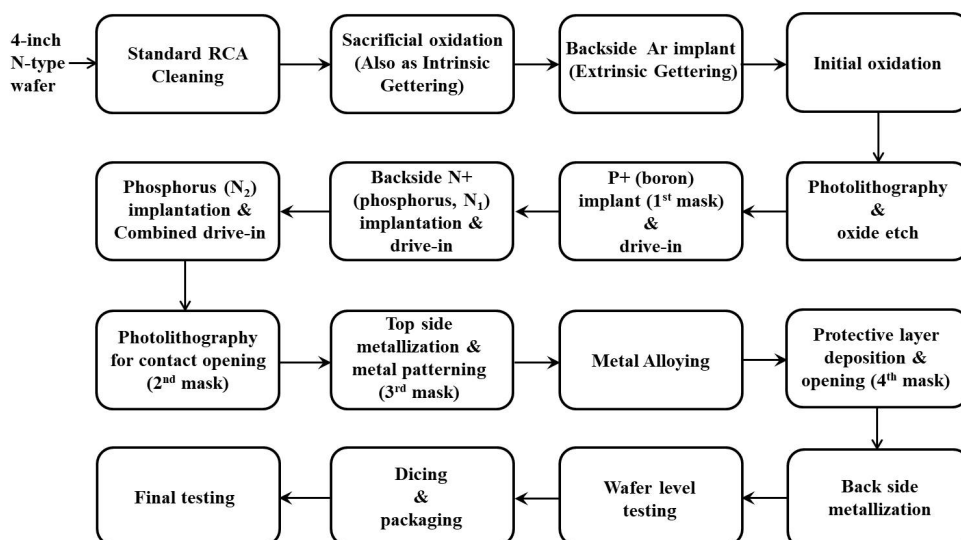 4-inch
N-type
wafer
Standard RCA
Cleaning
Sacrificial oxidation
(Also as Intrinsic
Gettering)
Backside Ar implant
(Extrinsic Gettering)
Initial oxidation
Photolithography
&
oxide etch
P+ (boron)
implant (1st mask)
&
drive-in
Backside N+
(phosphorus, N₁)
implantation &
drive-in
Phosphorus (N₂)
implantation &
Combined drive-in
Photolithography
for contact opening
(2nd mask)
Top side
metallization &
metal patterning
(3rd mask)
Metal Alloying
Protective layer
deposition &
opening (4th mask)
Back side
metallization
Wafer level
testing
Dicing
&
packaging
Final testing